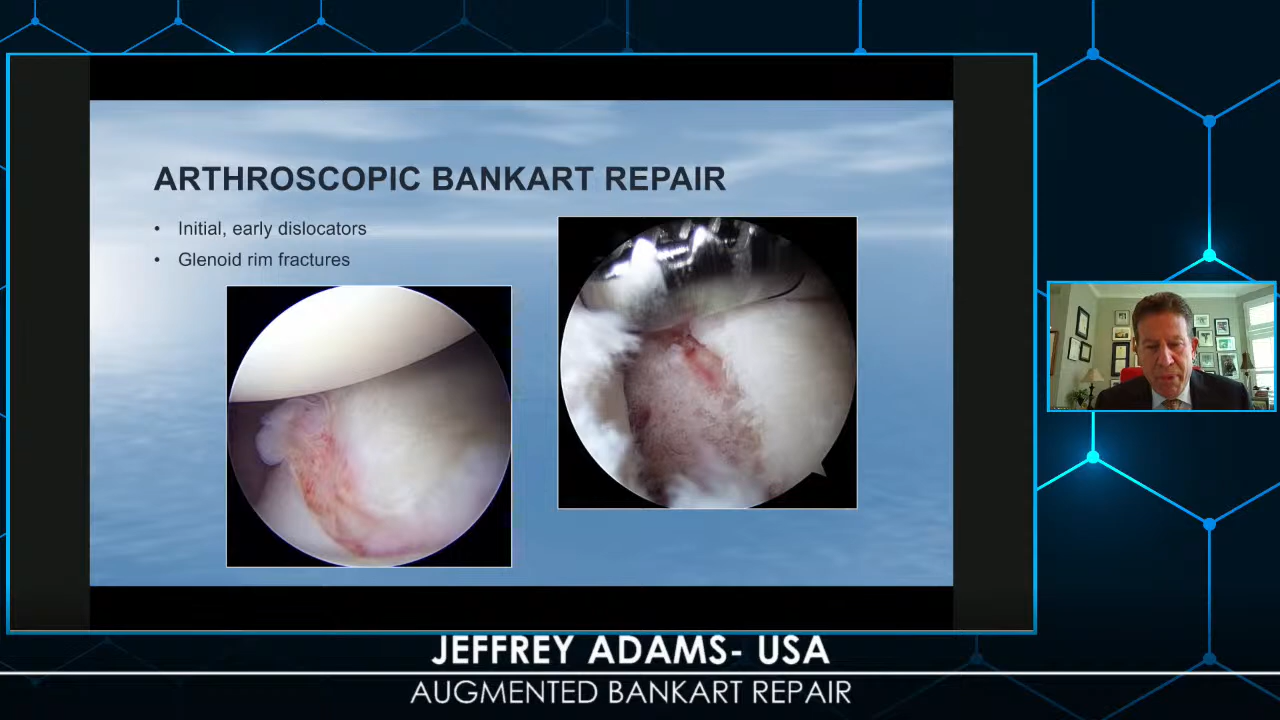 ARTHROSCOPIC BANKART REPAIR
• Initial, early dislocators
• Glenoid rim fractures
JEFFREY ADAMS- USA
AUGMENTED BANKART REPAIR